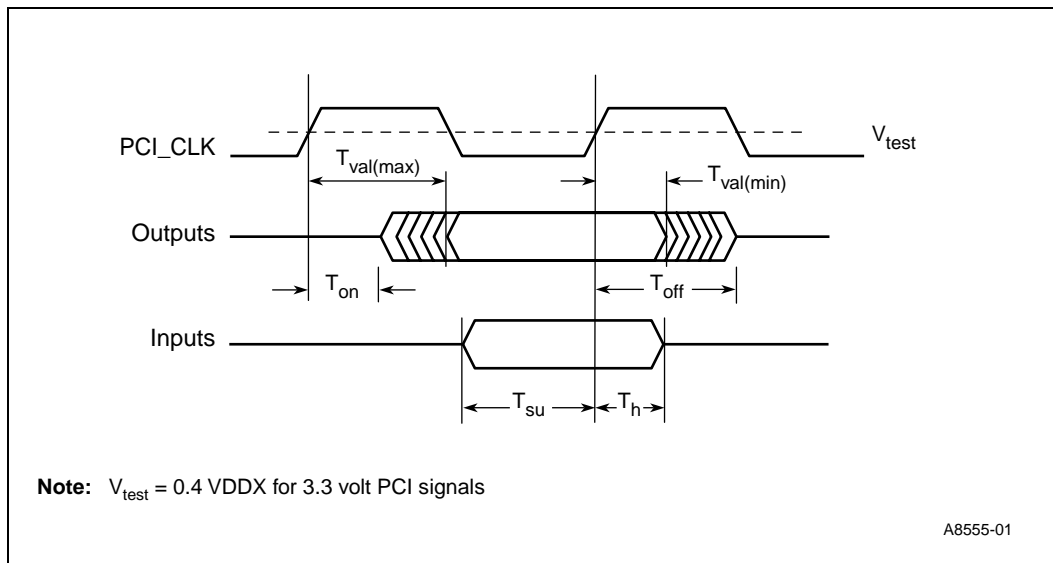 PCI_CLK
V_test
T_val(max)
T_val(min)
Outputs
T_on
T_off
Inputs
T_su
T_h
Note: V_test = 0.4 VDDX for 3.3 volt PCI signals
A8555-01